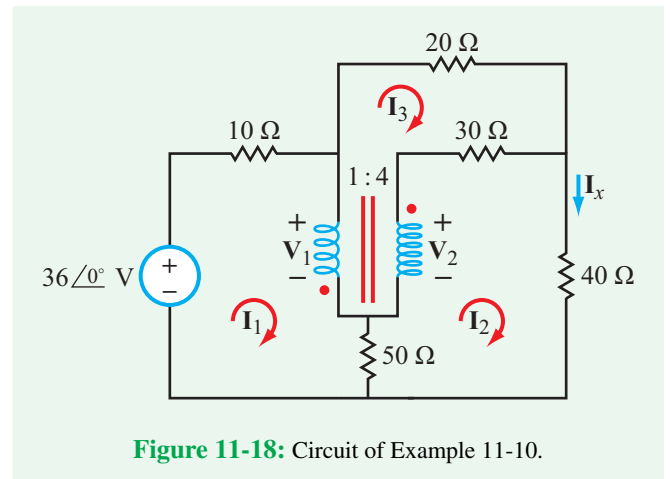 20 Ω
I3
10 Ω
30 Ω
1 : 4
Ix
+
V1
−
+
V2
−
36∠0° V
+
−
40 Ω
I1
I2
50 Ω
Figure 11-18: Circuit of Example 11-10.